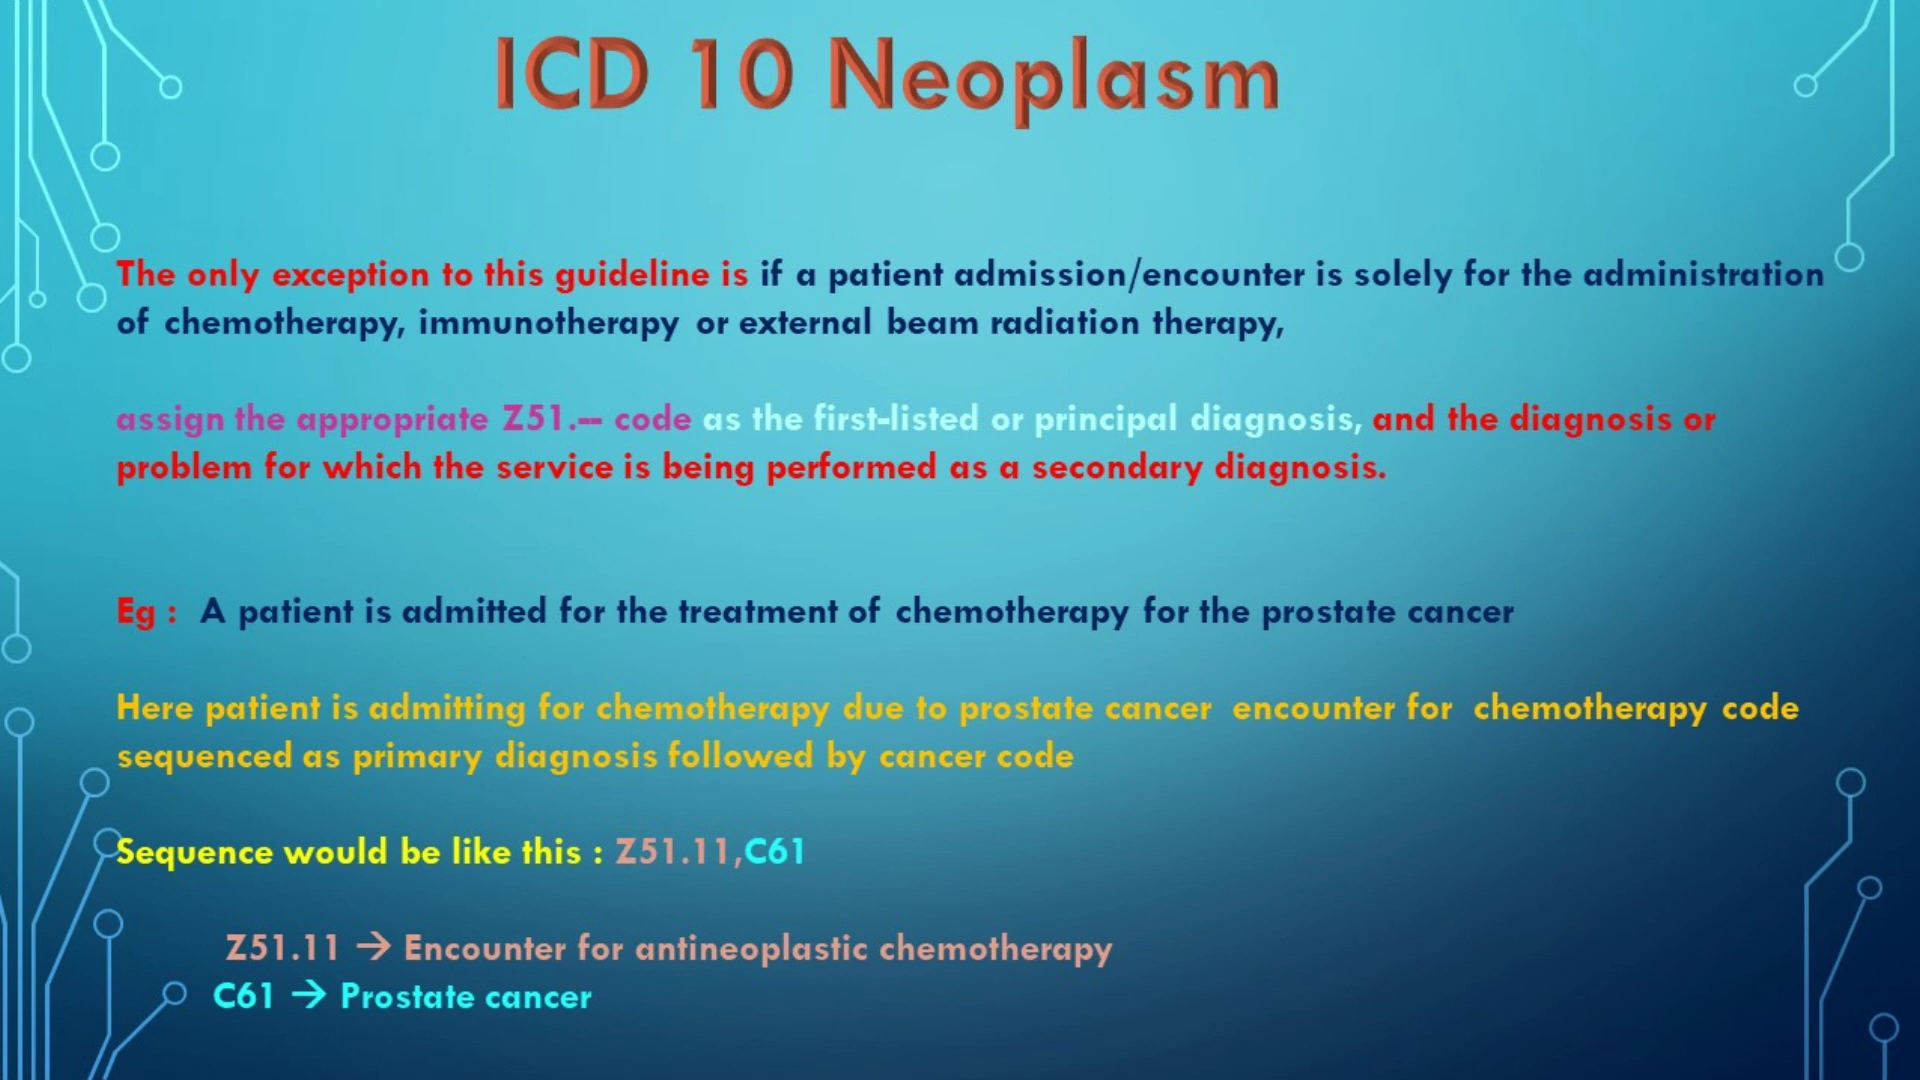 ICD 10 Neoplasm
The only exception to this guideline is if a patient admission/encounter is solely for the administration
of chemotherapy, immunotherapy or external beam radiation therapy,
assign the appropriate Z51.-- code as the first-listed or principal diagnosis, and the diagnosis or
problem for which the service is being performed as a secondary diagnosis.
Eg : A patient is admitted for the treatment of chemotherapy for the prostate cancer
Here patient is admitting for chemotherapy due to prostate cancer encounter for chemotherapy code
sequenced as primary diagnosis followed by cancer code
Sequence would be like this : Z51.11,C61
Z51.11 → Encounter for antineoplastic chemotherapy
C61 → Prostate cancer